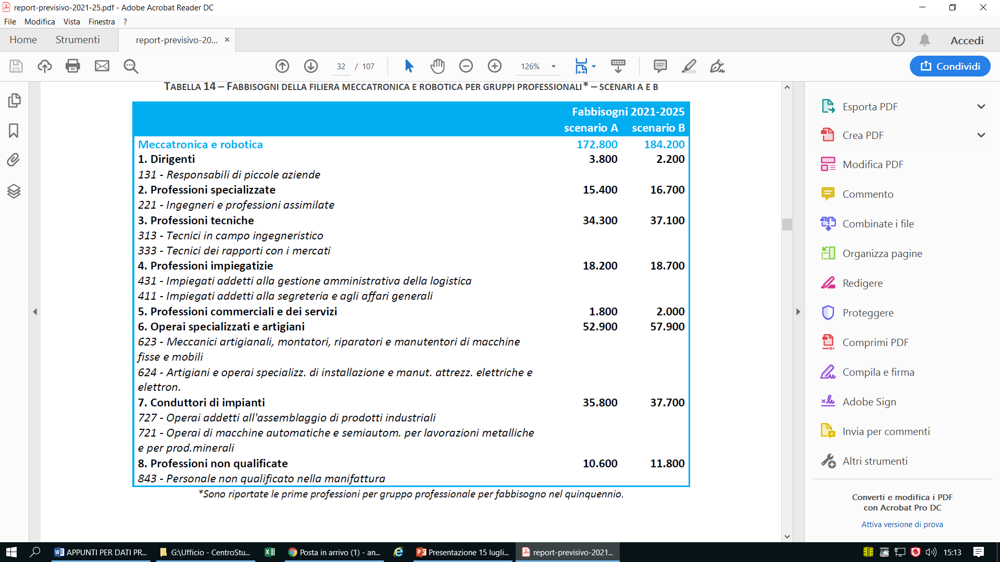 report-previsivo-2021-25.pdf - Adobe Acrobat Reader DC
File Modifica Vista Finestra ?
Home Strumenti report-previsivo-20... × Accedi
32 / 107 126% Condividi
TABELLA 14 – FABBISOGNI DELLA FILIERA MECCATRONICA E ROBOTICA PER GRUPPI PROFESSIONALI* – SCENARI A E B
Fabbisogni 2021-2025
scenario A scenario B
Meccatronica e robotica 172.800 184.200
1. Dirigenti 3.800 2.200
131 - Responsabili di piccole aziende
2. Professioni specializzate 15.400 16.700
221 - Ingegneri e professioni assimilate
3. Professioni tecniche 34.300 37.100
313 - Tecnici in campo ingegneristico
333 - Tecnici dei rapporti con i mercati
4. Professioni impiegatizie 18.200 18.700
431 - Impiegati addetti alla gestione amministrativa della logistica
411 - Impiegati addetti alla segreteria e agli affari generali
5. Professioni commerciali e dei servizi 1.800 2.000
6. Operai specializzati e artigiani 52.900 57.900
623 - Meccanici artigianali, montatori, riparatori e manutentori di macchine
fisse e mobili
624 - Artigiani e operai specializz. di installazione e manut. attrezz. elettriche e
elettron.
7. Conduttori di impianti 35.800 37.700
727 - Operai addetti all'assemblaggio di prodotti industriali
721 - Operai di macchine automatiche e semiautom. per lavorazioni metalliche
e per prod.minerali
8. Professioni non qualificate 10.600 11.800
843 - Personale non qualificato nella manifattura
*Sono riportate le prime professioni per gruppo professionale per fabbisogno nel quinquennio.
Esporta PDF
Crea PDF
Modifica PDF
Commento
Combinate i file
Organizza pagine
Redigere
Proteggere
Comprimi PDF
Compila e firma
Adobe Sign
Invia per commenti
Altri strumenti
Converti e modifica i PDF
con Acrobat Pro DC
Attiva versione di prova
APPUNTI PER DATI PR... G:\Ufficio - CentroStu... Posta in arrivo (1) - an... Presentazione 15 lugli... report-previsivo-2021... 15:13